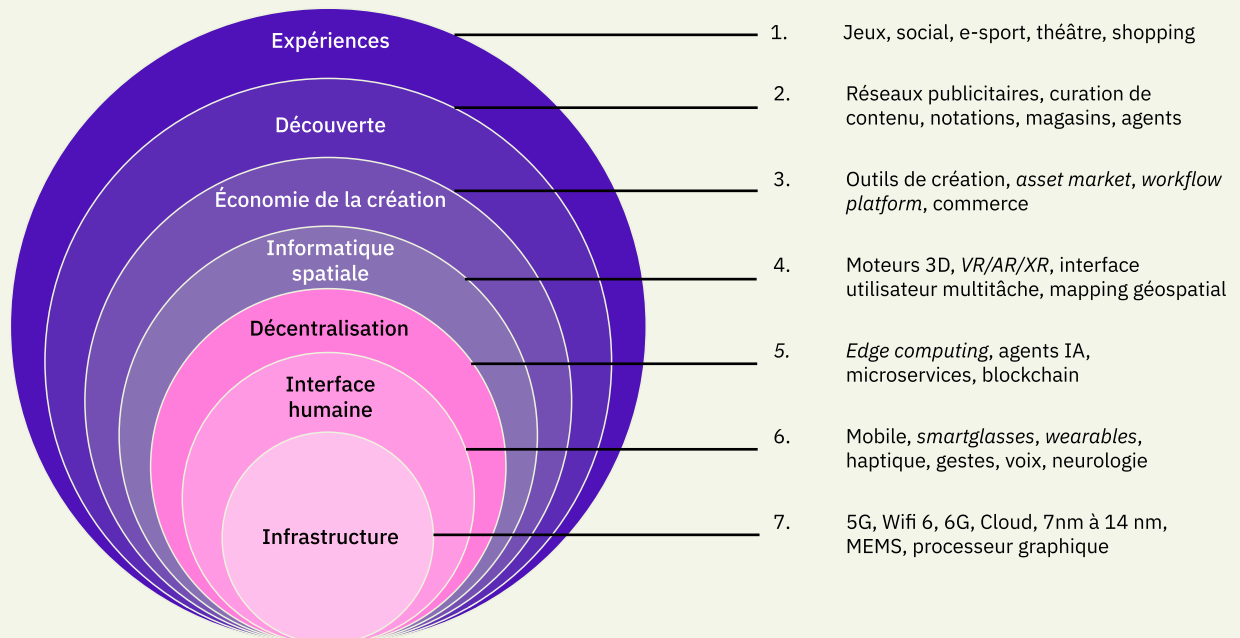 Expériences
1. Jeux, social, e-sport, théâtre, shopping
Découverte
2. Réseaux publicitaires, curation de
contenu, notations, magasins, agents
Économie de la création
3. Outils de création, asset market, workflow
platform, commerce
Informatique
spatiale
4. Moteurs 3D, VR/AR/XR, interface
utilisateur multitâche, mapping géospatial
Décentralisation
5. Edge computing, agents IA,
microservices, blockchain
Interface
humaine
6. Mobile, smartglasses, wearables,
haptique, gestes, voix, neurologie
Infrastructure
7. 5G, Wifi 6, 6G, Cloud, 7nm à 14 nm,
MEMS, processeur graphique